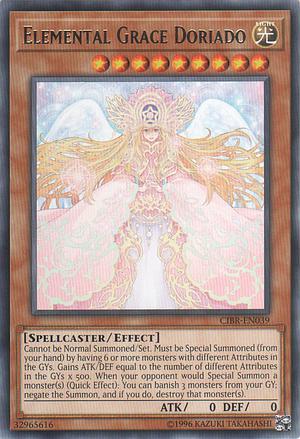 ELEMENTAL GRACE DORIADO
LIGHT
光
CIBR-EN039
[SPELLCASTER/EFFECT]
Cannot be Normal Summoned/Set. Must be Special Summoned (from
your hand) by having 6 or more monsters with different Attributes in
the GYs. Gains ATK/DEF equal to the number of different Attributes
in the GYs x 500. When your opponent would Special Summon a
monster(s) (Quick Effect): You can banish 3 monsters from your GY;
negate the Summon, and if you do, destroy that monster(s).
ATK/ 0 DEF/ 0
32965616
©1996 KAZUKI TAKAHASHI